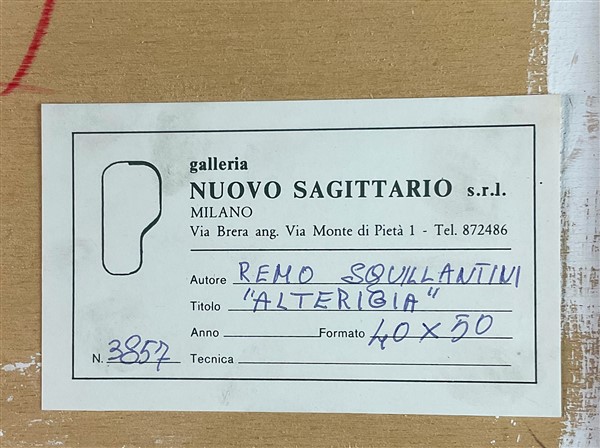 galleria
NUOVO SAGITTARIO s.r.l.
MILANO
Via Brera ang. Via Monte di Pietà 1 - Tel. 872486
Autore REMO SQUILLANTINI
Titolo "ALTERIGIA"
Anno Formato 40 x 50
N. 3857 Tecnica